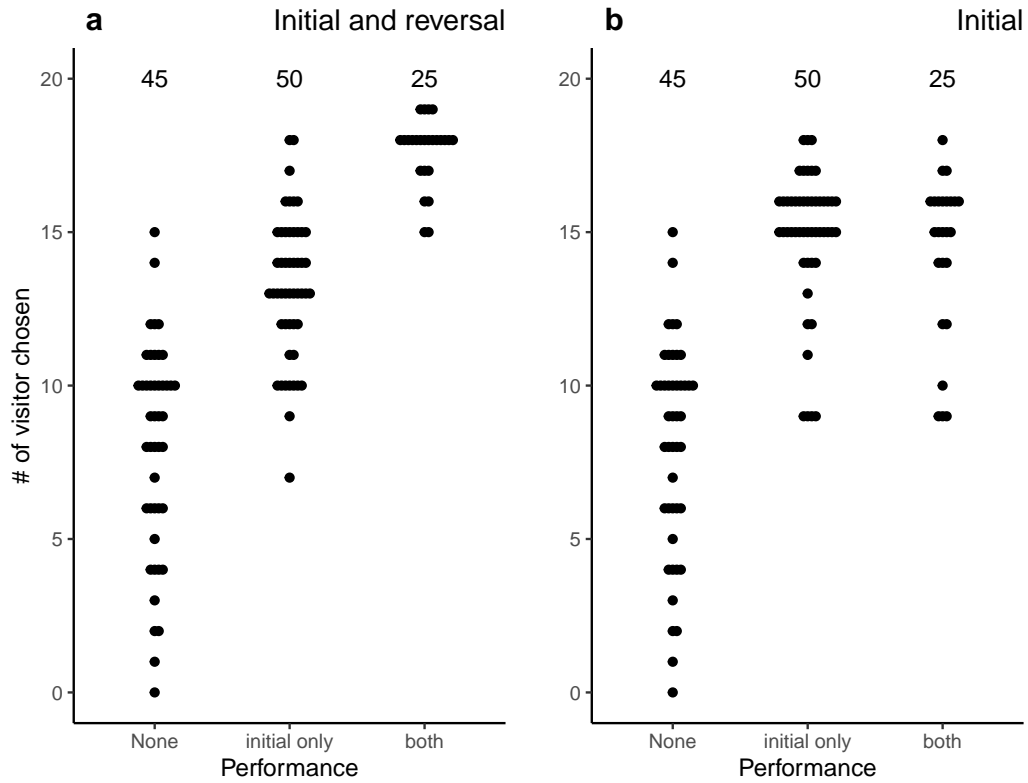 a
Initial and reversal
# of visitor chosen
20
15
10
5
0
45
50
25
None
initial only
both
Performance
b
Initial
20
15
10
5
0
45
50
25
None
initial only
both
Performance